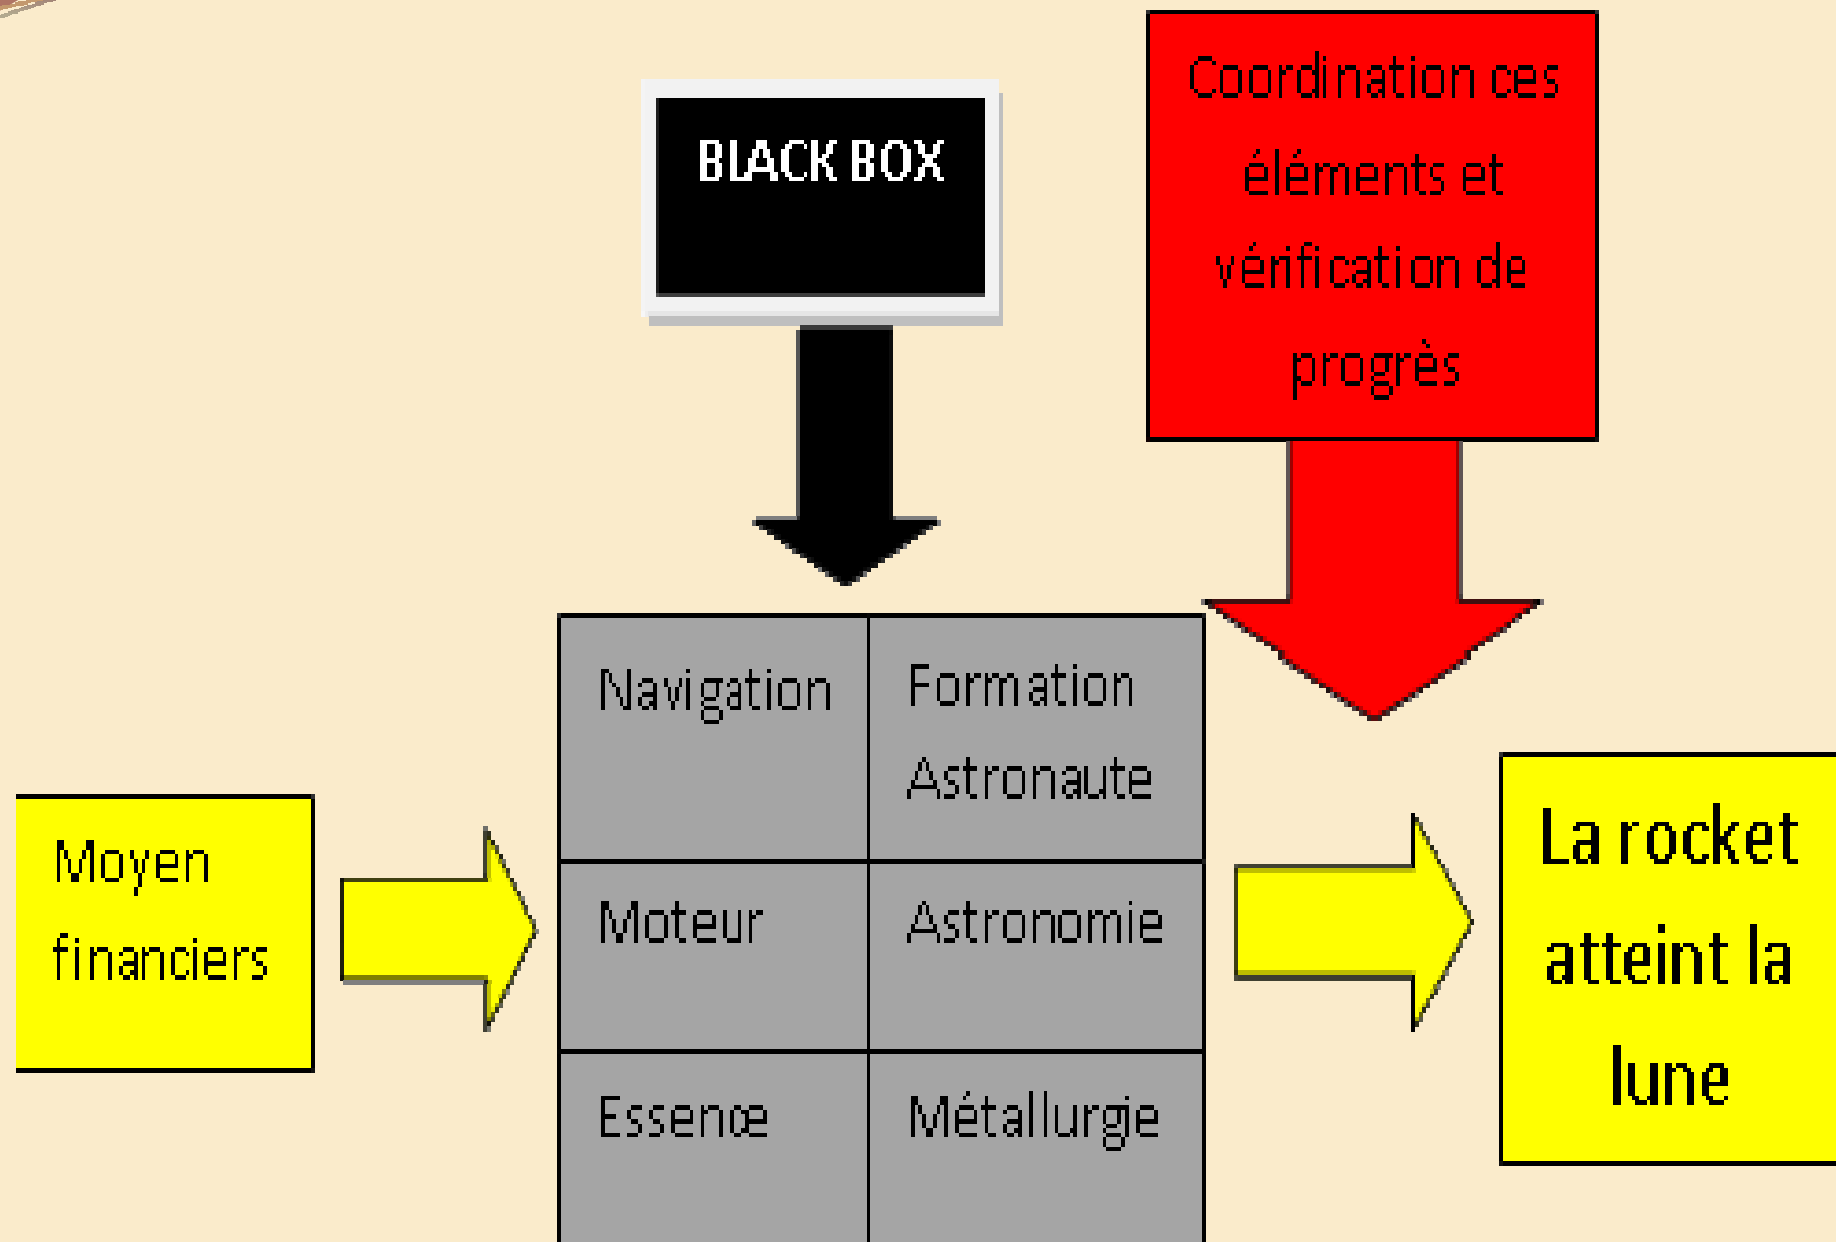 BLACK BOX
Coordination ces
éléments et
vérification de
progrès
Navigation
Formation
Astronaute
Moyen
financiers
Moteur
Astronomie
La rocket
atteint la
lune
Essence
Métallurgie